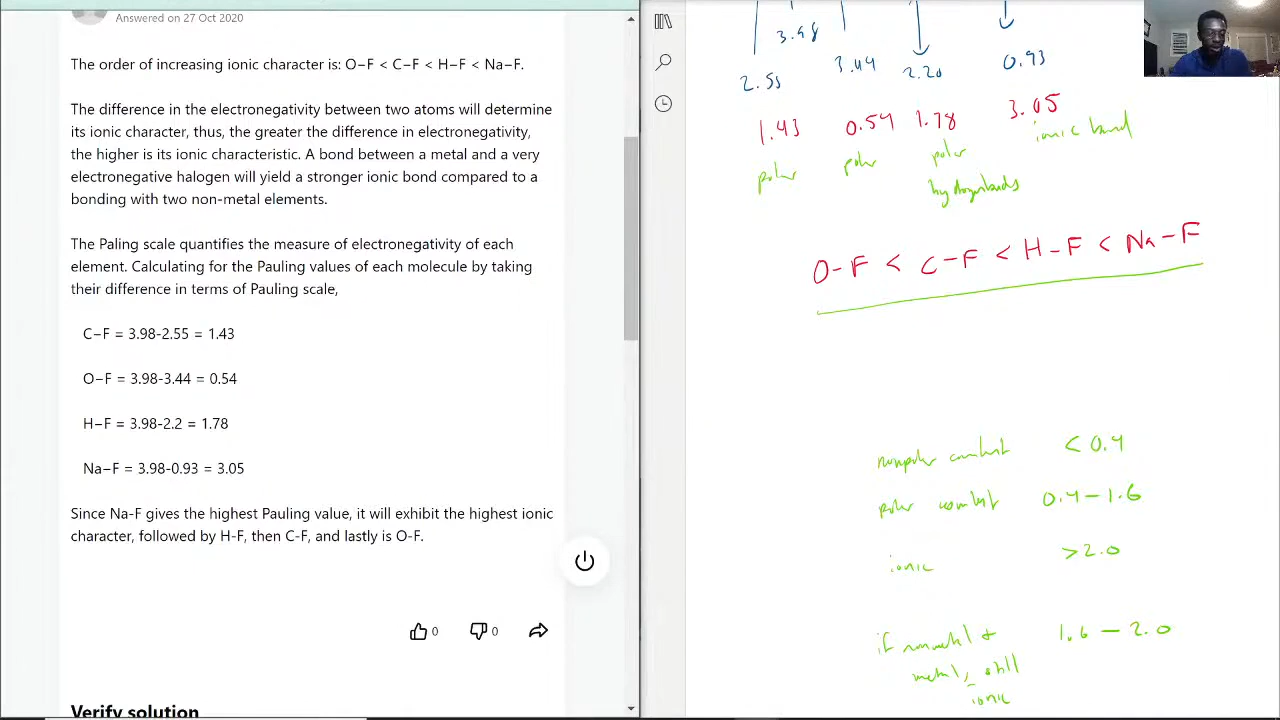 Answered on 27 Oct 2020
The order of increasing ionic character is: O−F < C−F < H−F < Na−F.
The difference in the electronegativity between two atoms will determine
its ionic character, thus, the greater the difference in electronegativity,
the higher is its ionic characteristic. A bond between a metal and a very
electronegative halogen will yield a stronger ionic bond compared to a
bonding with two non-metal elements.
The Paling scale quantifies the measure of electronegativity of each
element. Calculating for the Pauling values of each molecule by taking
their difference in terms of Pauling scale,
C−F = 3.98-2.55 = 1.43
O−F = 3.98-3.44 = 0.54
H−F = 3.98-2.2 = 1.78
Na−F = 3.98-0.93 = 3.05
Since Na-F gives the highest Pauling value, it will exhibit the highest ionic
character, followed by H-F, then C-F, and lastly is O-F.
0 0
Verify solution
3.98
2.55 3.44 2.20 0.93
1.43 0.54 1.78 3.05
polar polar polar ionic bond
O-F < C-F < H-F < Na-F
nonpolar < 0.4
polar 0.4 - 1.6
ionic > 2.0
if nonmetal + 1.6 - 2.0
metal, still
ionic